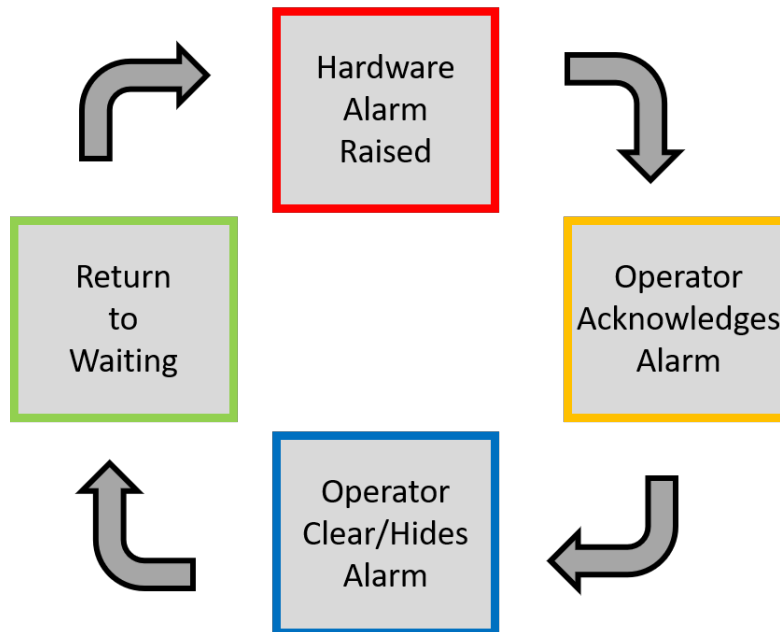 Hardware
Alarm
Raised
Operator
Acknowledges
Alarm
Operator
Clear/Hides
Alarm
Return
to
Waiting